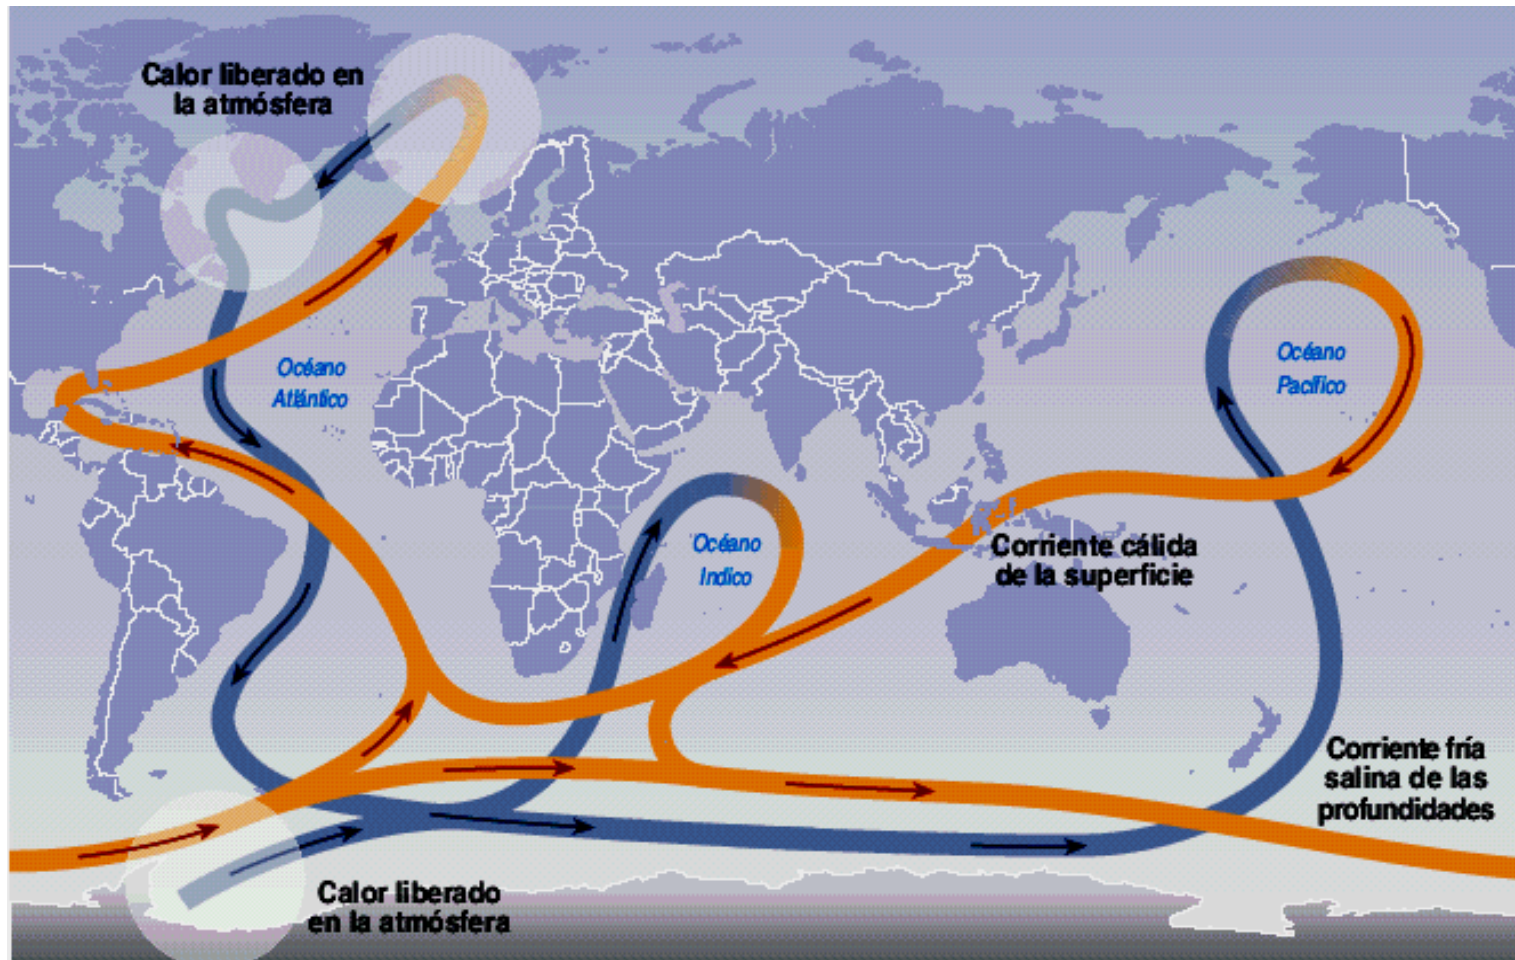 Calor liberado en
la atmósfera
Océano
Atlántico
Océano
Pacífico
Océano
Indico
Corriente cálida
de la superficie
Corriente fría
salina de las
profundidades
Calor liberado
en la atmósfera